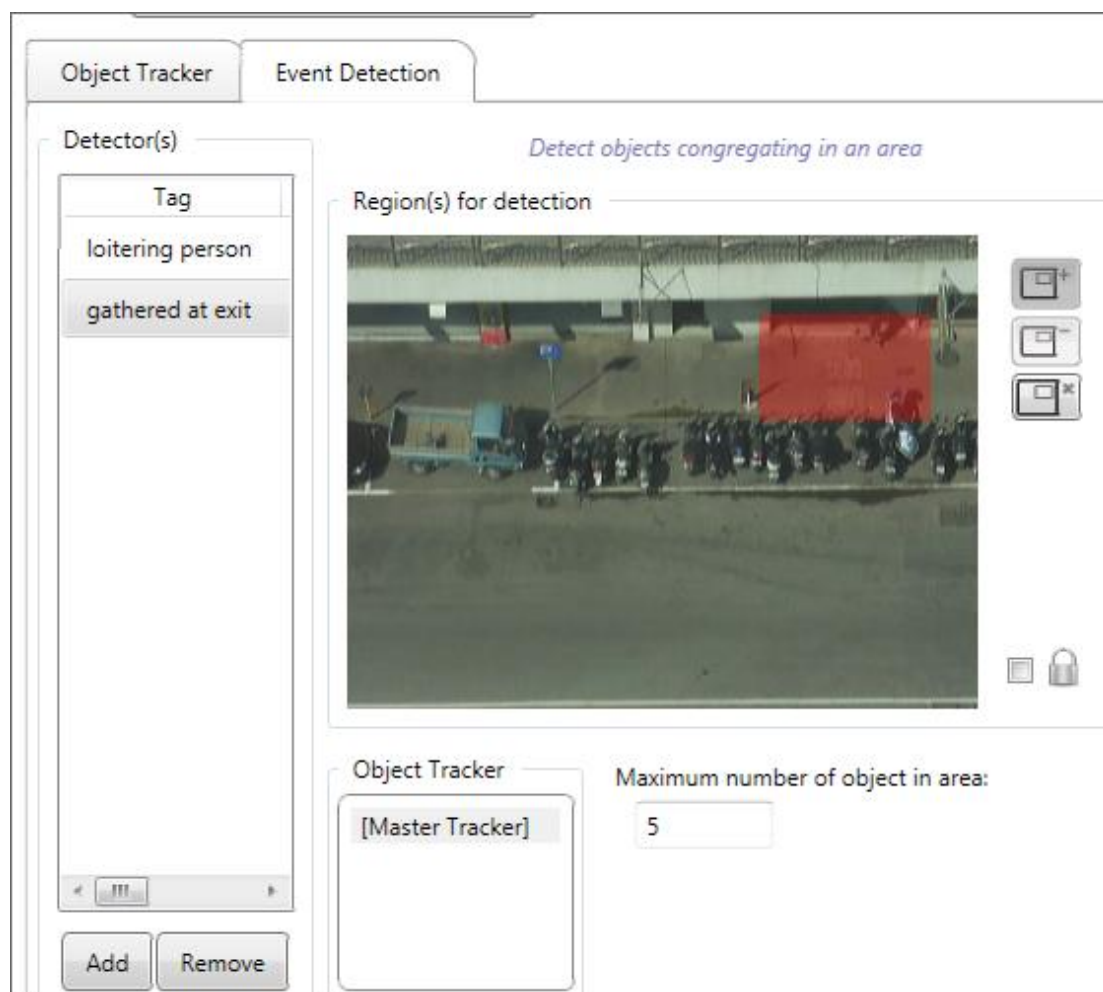 Object Tracker
Event Detection
Detector(s)
Detect objects congregating in an area
Tag
Region(s) for detection
loitering person
gathered at exit
Object Tracker
Maximum number of object in area:
[Master Tracker]
5
Add
Remove